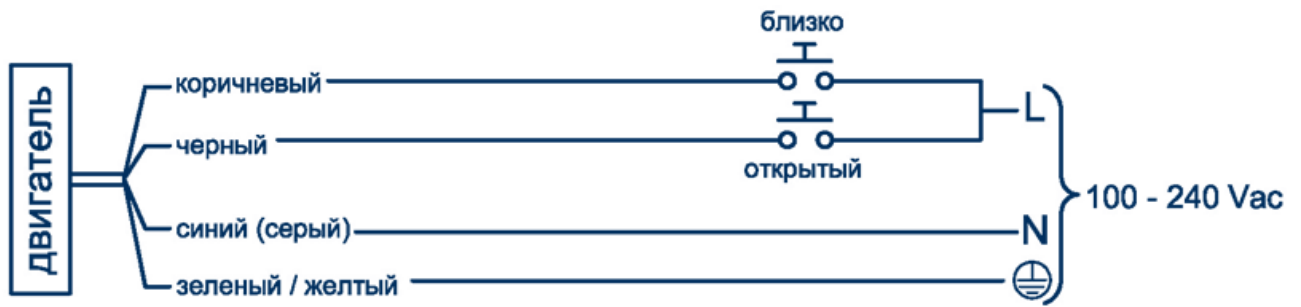 близко
двигатель
коричневый
L
черный
открытый
100 - 240 Vac
синий (серый)
N
зеленый / желтый